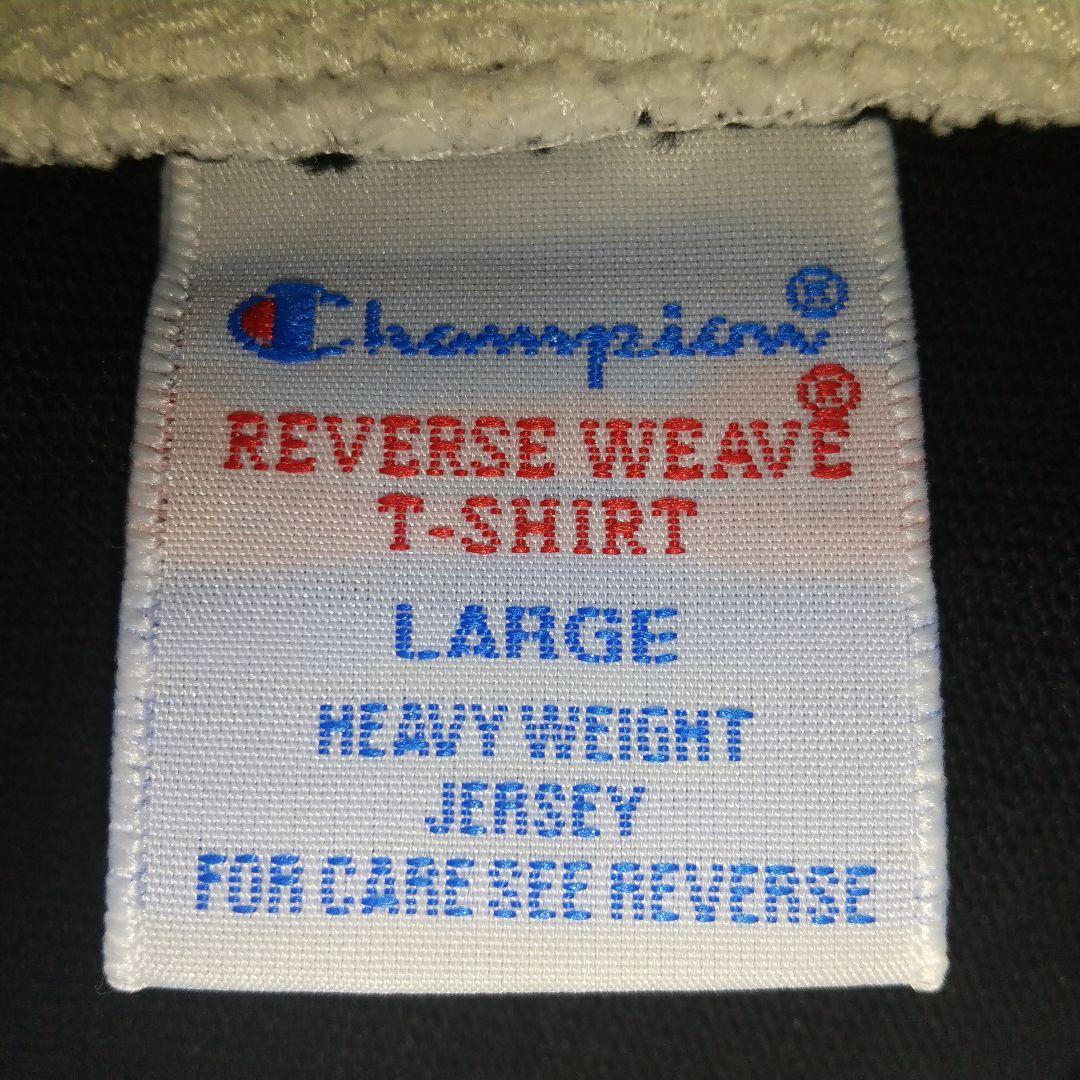 Champion®
REVERSE WEAVE®
T-SHIRT
LARGE
HEAVY WEIGHT
JERSEY
FOR CARE SEE REVERSE